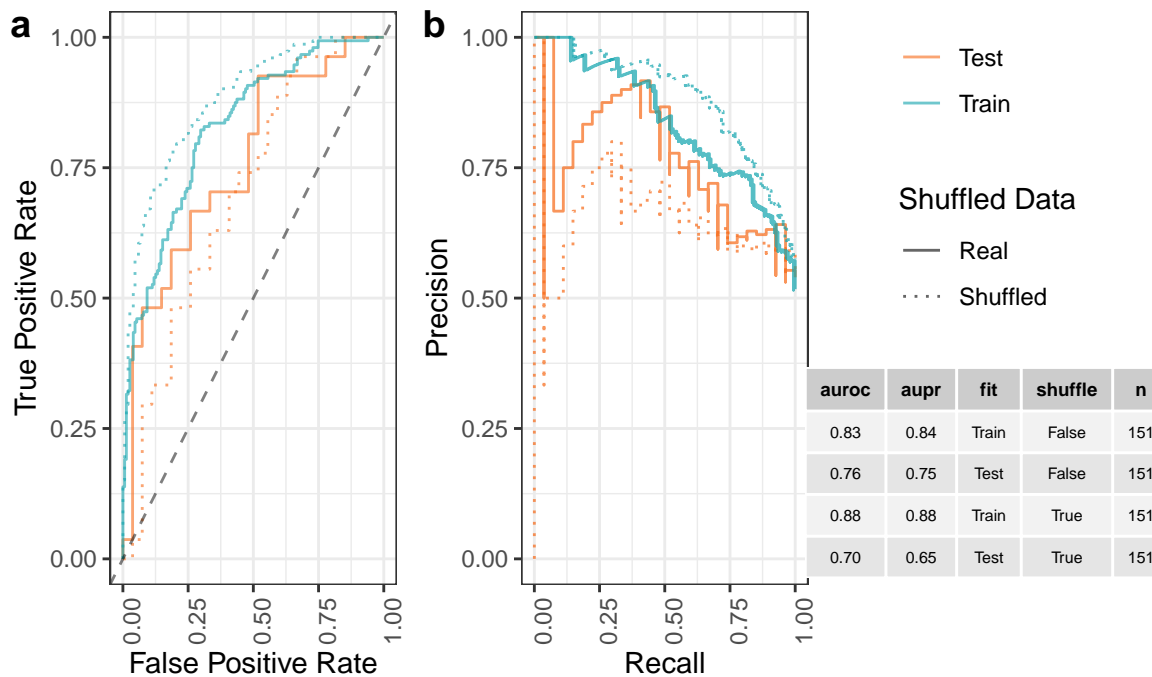 a
1.00
0.75
0.50
0.25
0.00
True Positive Rate
0.00
0.25
0.50
0.75
1.00
False Positive Rate
b
1.00
0.75
0.50
0.25
0.00
Precision
0.00
0.25
0.50
0.75
1.00
Recall
Test
Train
Shuffled Data
Real
Shuffled
auroc aupr fit shuffle n
0.83 0.84 Train False 151
0.76 0.75 Test False 151
0.88 0.88 Train True 151
0.70 0.65 Test True 151